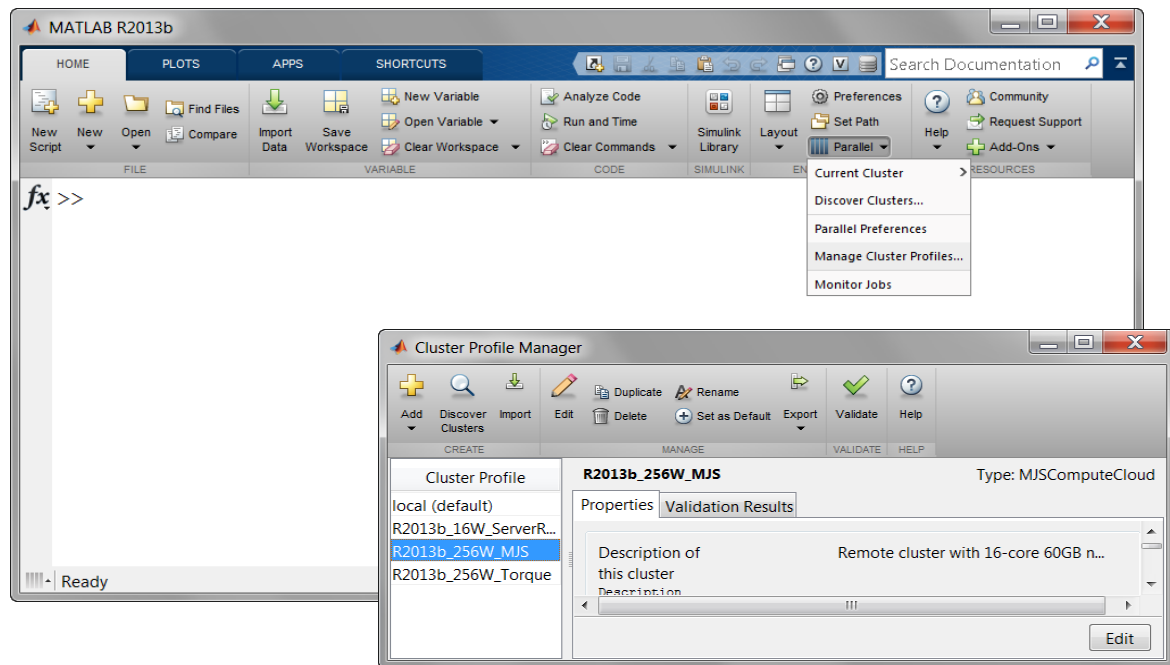 MATLAB R2013b
HOME PLOTS APPS SHORTCUTS Search Documentation
New Script
New
Open
Find Files
Compare
FILE
Import Data
Save Workspace
New Variable
Open Variable
Clear Workspace
VARIABLE
Analyze Code
Run and Time
Clear Commands
CODE
Simulink Library
SIMULINK
Layout
Preferences
Set Path
Parallel
EN
Help
Community
Request Support
Add-Ons
RESOURCES
Current Cluster
Discover Clusters...
Parallel Preferences
Manage Cluster Profiles...
Monitor Jobs
fx >>
Ready
Cluster Profile Manager
Add
Discover Clusters
Import
CREATE
Edit
Duplicate
Delete
Rename
Set as Default
Export
MANAGE
Validate
VALIDATE
Help
HELP
Cluster Profile
local (default)
R2013b_16W_ServerR...
R2013b_256W_MJS
R2013b_256W_Torque
R2013b_256W_MJS Type: MJSComputeCloud
Properties Validation Results
Description of Remote cluster with 16-core 60GB n...
this cluster
Description
Edit